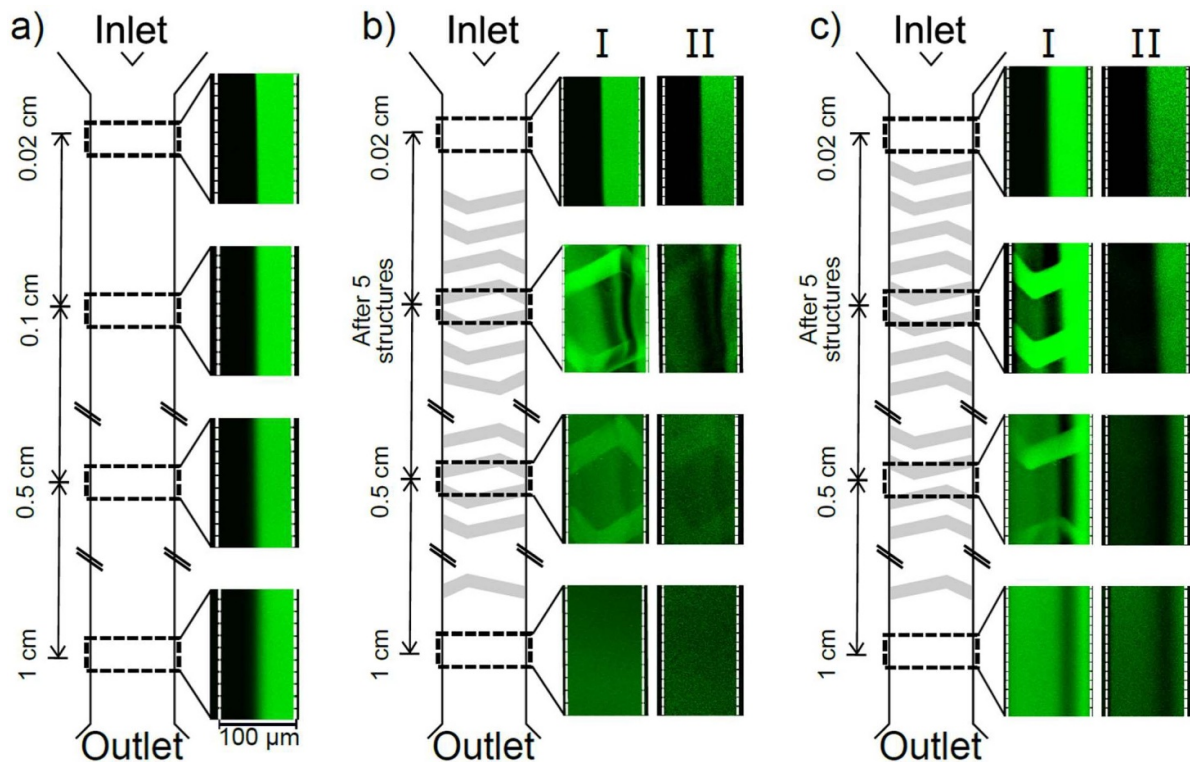 a)
Inlet
0.02 cm
0.1 cm
0.5 cm
1 cm
Outlet
100 µm
b)
Inlet
I
II
0.02 cm
After 5
structures
0.5 cm
1 cm
Outlet
c)
Inlet
I
II
0.02 cm
After 5
structures
0.5 cm
1 cm
Outlet